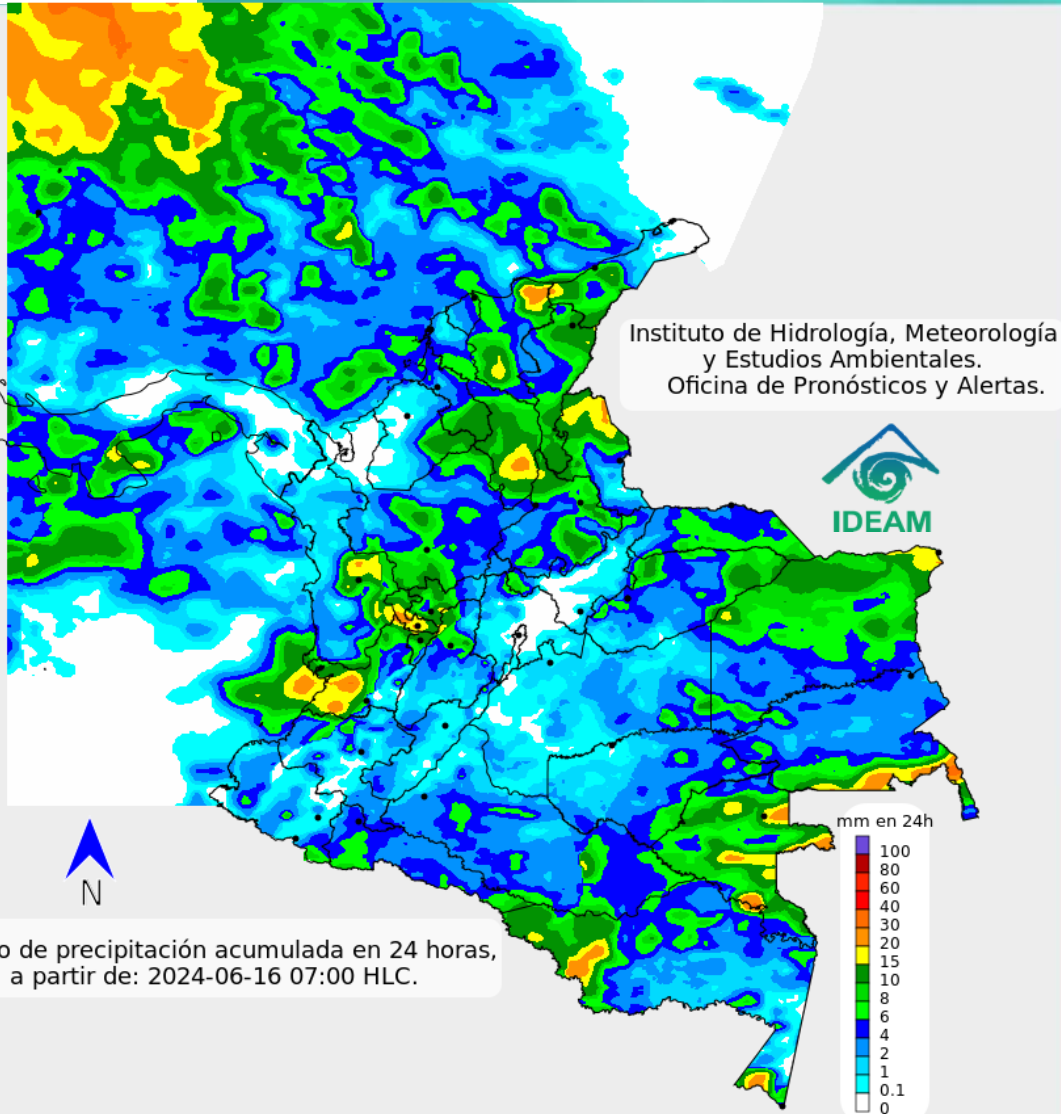 Instituto de Hidrología, Meteorología
y Estudios Ambientales.
Oficina de Pronósticos y Alertas.
IDEAM
mm en 24h
100
80
60
40
30
20
15
10
8
6
4
2
1
0.1
0
N
de precipitación acumulada en 24 horas,
a partir de: 2024-06-16 07:00 HLC.